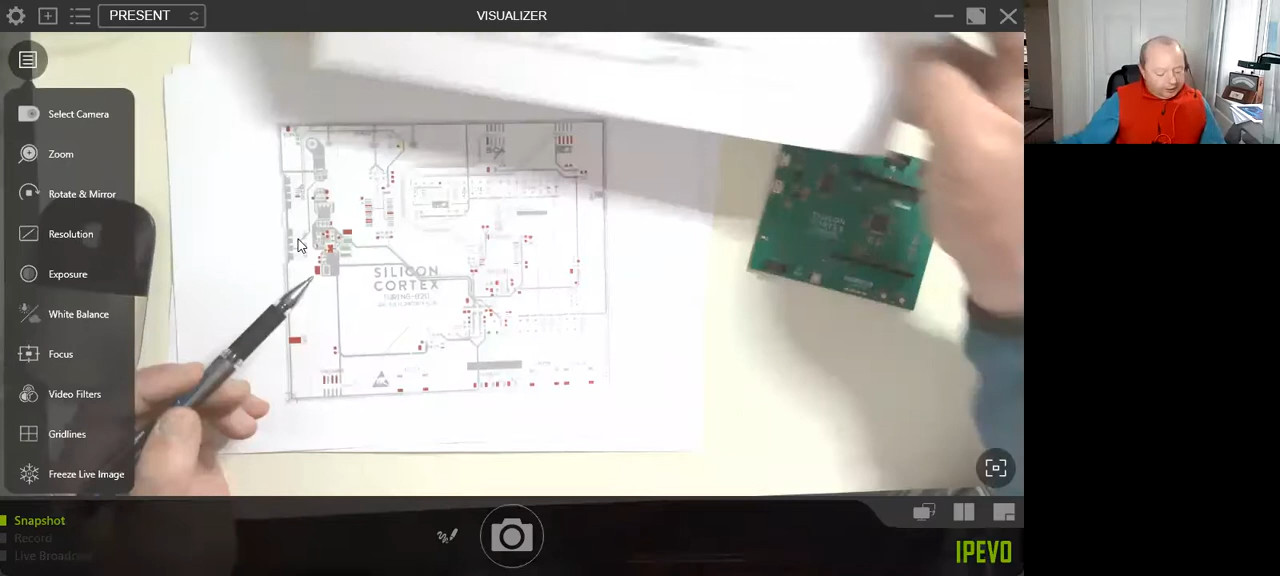 PRESENT
VISUALIZER
Select Camera
Zoom
Rotate & Mirror
Resolution
Exposure
White Balance
Focus
Video Filters
Gridlines
Freeze Live Image
SILICON
CORTEX
Snapshot
Record
Live Broadcast
IPEVO